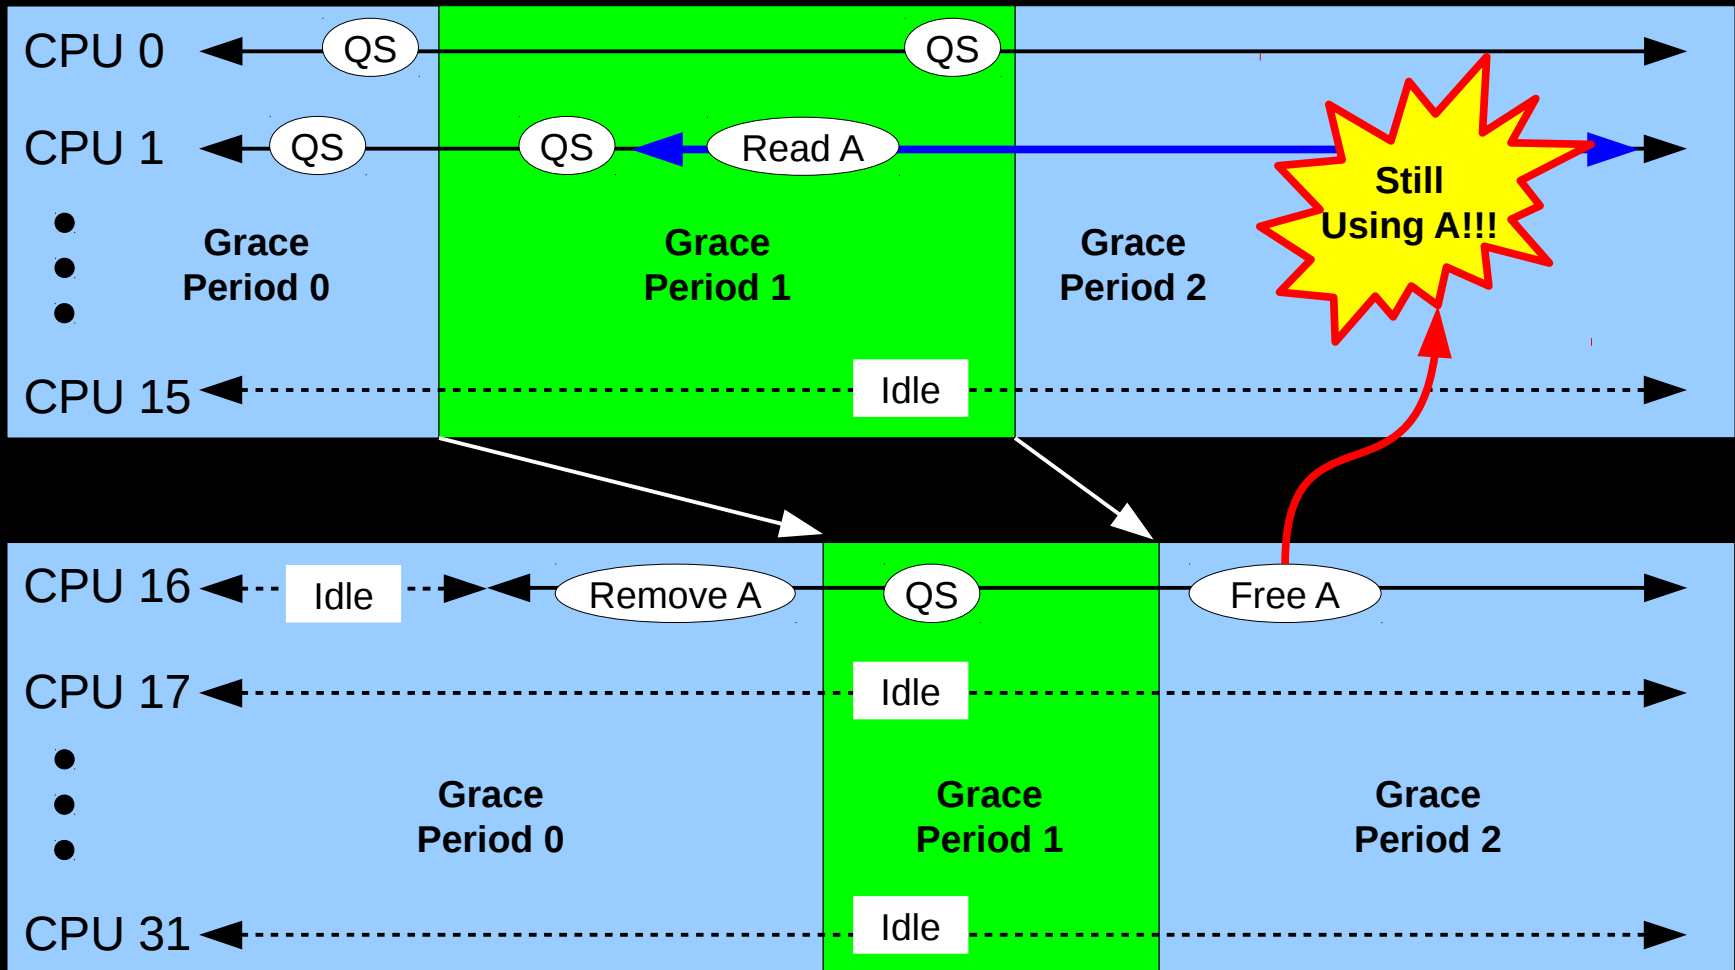 CPU 0
QS
QS
CPU 1
QS
QS
Read A
Still
Using A!!!
Grace
Period 0
Grace
Period 1
Grace
Period 2
CPU 15
Idle
CPU 16
Idle
Remove A
QS
Free A
CPU 17
Idle
Grace
Period 0
Grace
Period 1
Grace
Period 2
CPU 31
Idle